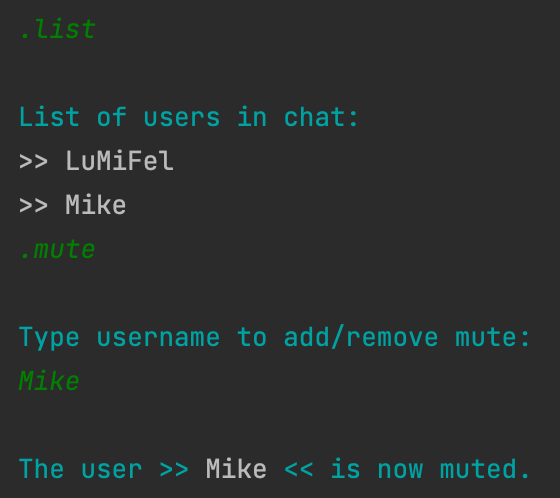 .list
List of users in chat:
>> LuMiFel
>> Mike
.mute
Type username to add/remove mute:
Mike
The user >> Mike << is now muted.